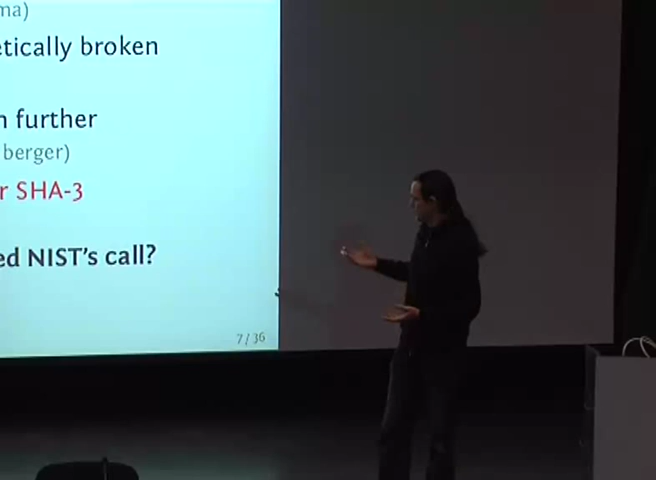 ma)
etically broken
n further
berger)
r SHA-3
ed NIST's call?
7/36